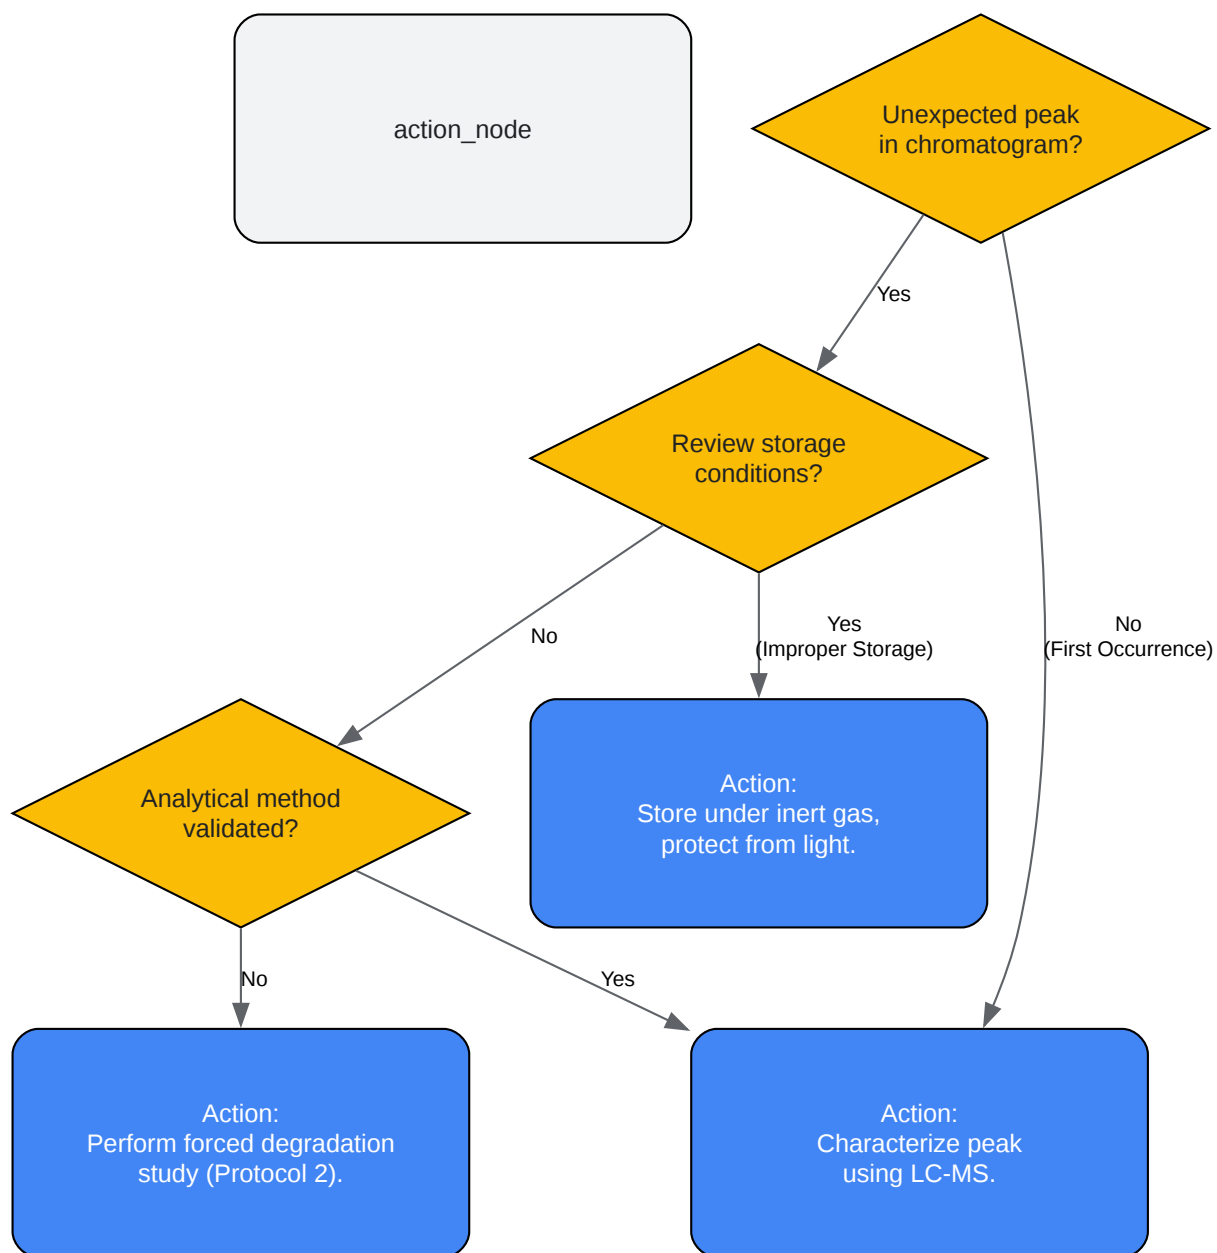 action_node
Unexpected peak
in chromatogram?
Yes
Review storage
conditions?
No
Yes
(Improper Storage)
No
(First Occurrence)
Analytical method
validated?
Action:
Store under inert gas,
protect from light.
No
Yes
Action:
Perform forced degradation
study (Protocol 2).
Action:
Characterize peak
using LC-MS.